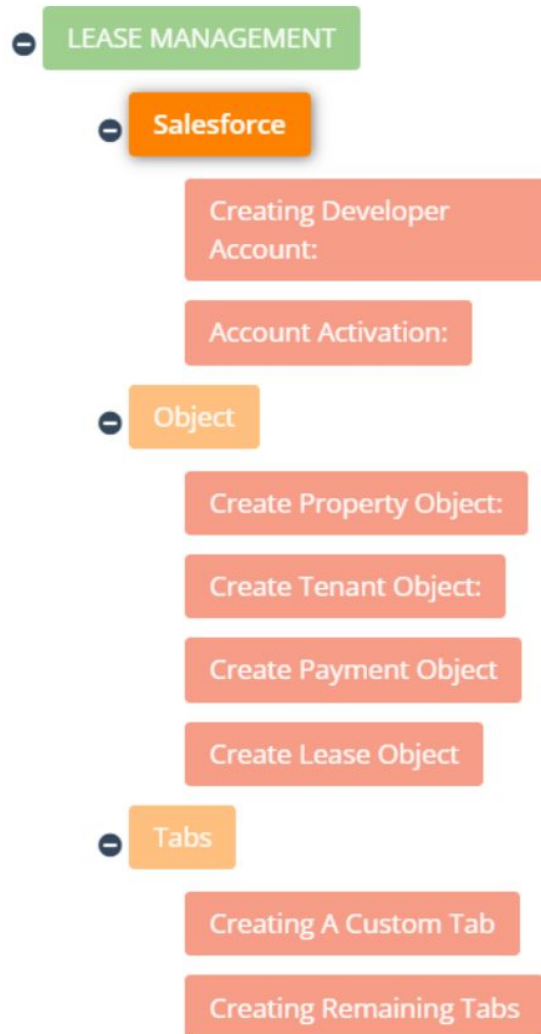 LEASE MANAGEMENT
Salesforce
Creating Developer
Account:
Account Activation:
Object
Create Property Object:
Create Tenant Object:
Create Payment Object
Create Lease Object
Tabs
Creating A Custom Tab
Creating Remaining Tabs